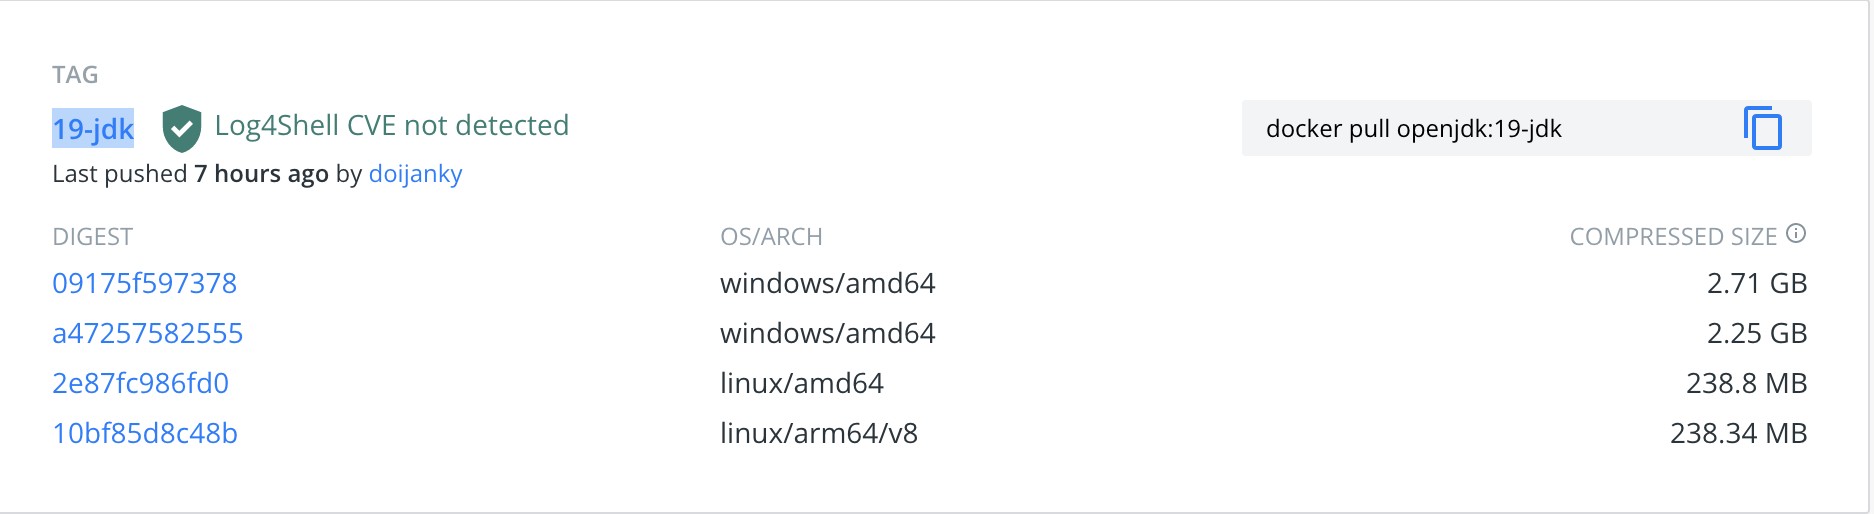 TAG
19-jdk Log4Shell CVE not detected
docker pull openjdk:19-jdk
Last pushed 7 hours ago by doijanky
DIGEST OS/ARCH COMPRESSED SIZE
09175f597378 windows/amd64 2.71 GB
a47257582555 windows/amd64 2.25 GB
2e87fc986fd0 linux/amd64 238.8 MB
10bf85d8c48b linux/arm64/v8 238.34 MB